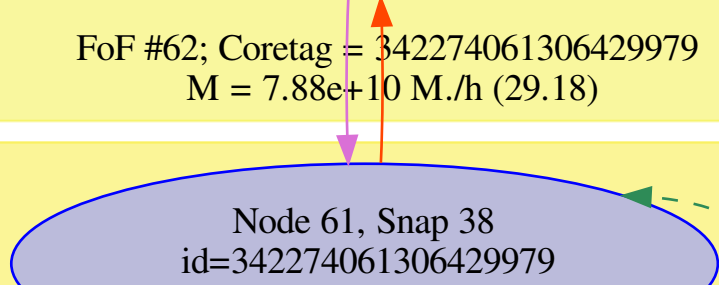 FoF #62; Coretag = 342274061306429979
M = 7.88e+10 M./h (29.18)
Node 61, Snap 38
id=342274061306429979